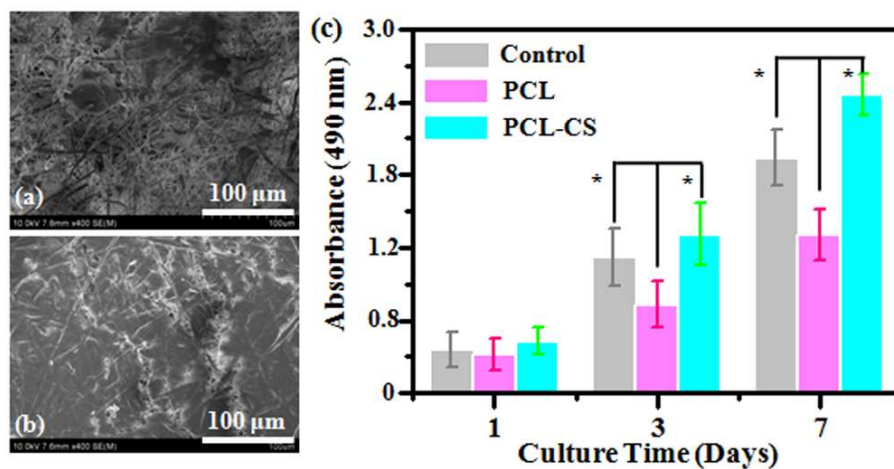 (a)
100 µm
10.0kV 7.8mm x400 SE(M)
100um
(b)
100 µm
10.0kV 7.6mm x400 SE(M)
100um
(c)
Control
PCL
PCL-CS
Absorbance (490 nm)
3.0
2.4
1.8
1.2
0.8
0
* * * *
1 3 7
Culture Time (Days)